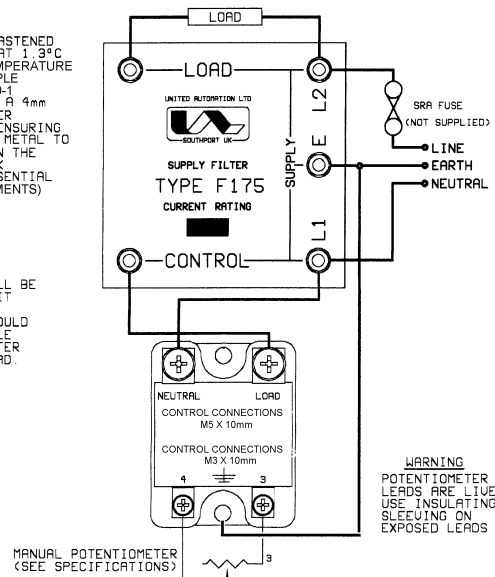 LOAD
ASTENED
AT 1.3°C
MPERATURE
PLE
A 4mm
ER
ENSURING
METAL TO
N THE
SENTIAL
MENTS)
LOAD
UNITED AUTOMATION LTD
SOUTHPORT UK
SUPPLY FILTER
TYPE F175
CURRENT RATING
CONTROL
SUPPLY
L2
E
L1
SRA FUSE
(NOT SUPPLIED)
LINE
EARTH
NEUTRAL
LL BE
IT
OULD
LE
TER
AD.
NEUTRAL LOAD
CONTROL CONNECTIONS
M5 X 10mm
CONTROL CONNECTIONS
M3 X 10mm
4 3
WARNING
POTENTIOMETER
LEADS ARE LIVE
USE INSULATING
SLEEVING ON
EXPOSED LEADS
MANUAL POTENTIOMETER
(SEE SPECIFICATIONS)
3